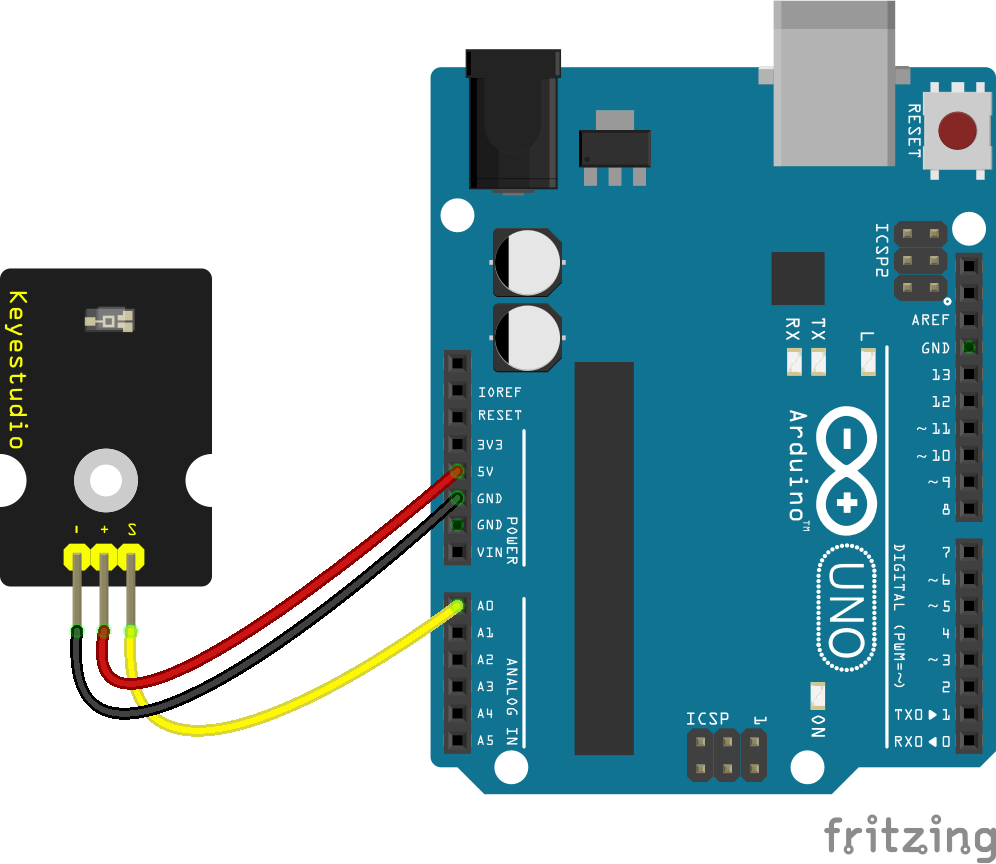 Keyestudio
- + S
RESET
ICSP2
AREF
GND
13
12
~11
~10
~9
8
RX TX L
IOREF
RESET
3V3
5V
GND
GND
VIN
POWER
Arduino™
UNO
7
~6
~5
4
~3
2
TX0►1
RX0◄0
DIGITAL (PWM=~)
A0
A1
A2
A3
A4
A5
ANALOG IN
ICSP 1
ON
fritzing